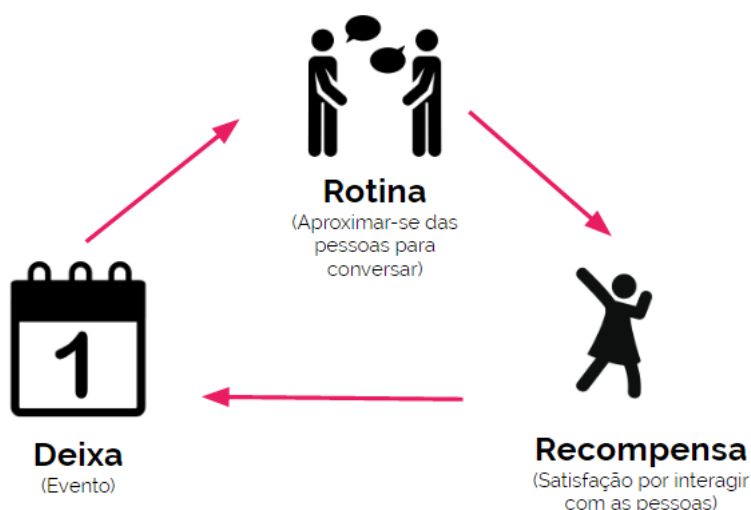 Rotina
(Aproximar-se das
pessoas para
conversar)
1
Deixa
(Evento)
Recompensa
(Satisfação por interagir
com as pessoas)